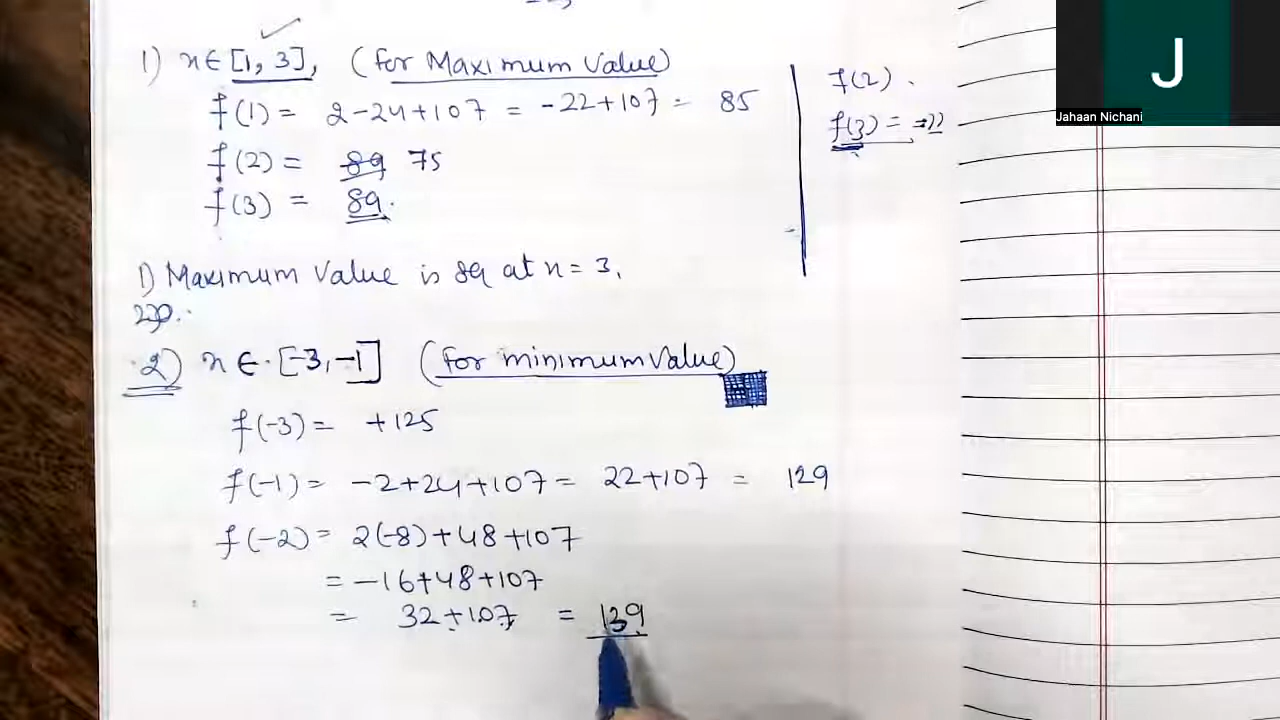 1) x ∈ [1, 3], (for Maximum Value)
f(1) = 2-24+107 = -22+107 = 85
f(2) = 89 75
f(3) = 89.
1) Maximum Value is 89 at x = 3.
2) x ∈ [-3, -1] (for minimum value)
f(-3) = +125
f(-1) = -2+24+107 = 22+107 = 129
f(-2) = 2(-8)+48+107
= -16+48+107
= 32+107 = 139
f(2).
f(3) =
J
Jahaan Nichani